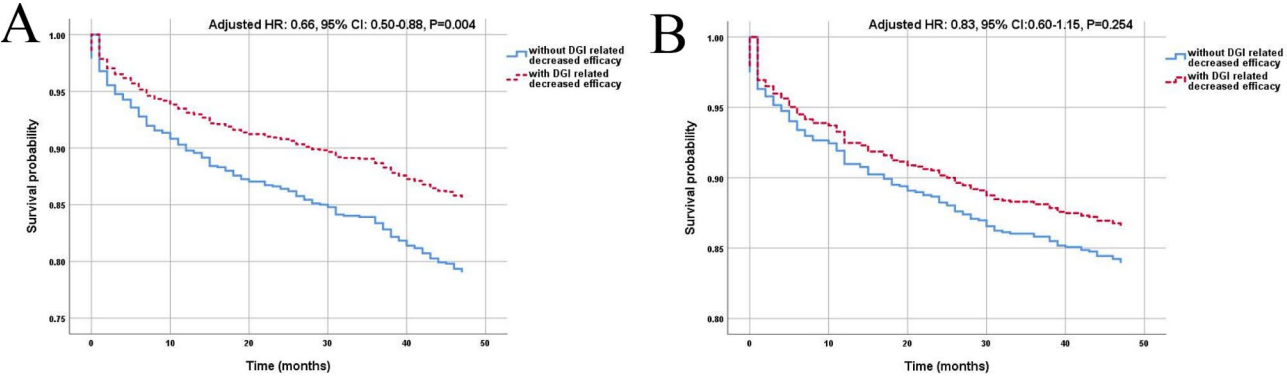 A
Adjusted HR: 0.66, 95% CI: 0.50-0.88, P=0.004
without DGI related
decreased efficacy
with DGI related
decreased efficacy
Survival probability
1.00
0.95
0.90
0.85
0.80
0.75
0
10
20
30
40
50
Time (months)
B
Adjusted HR: 0.83, 95% CI:0.60-1.15, P=0.254
without DGI related
decreased efficacy
with DGI related
decreased efficacy
Survival probability
1.00
0.95
0.90
0.85
0.80
0
10
20
30
40
50
Time (months)